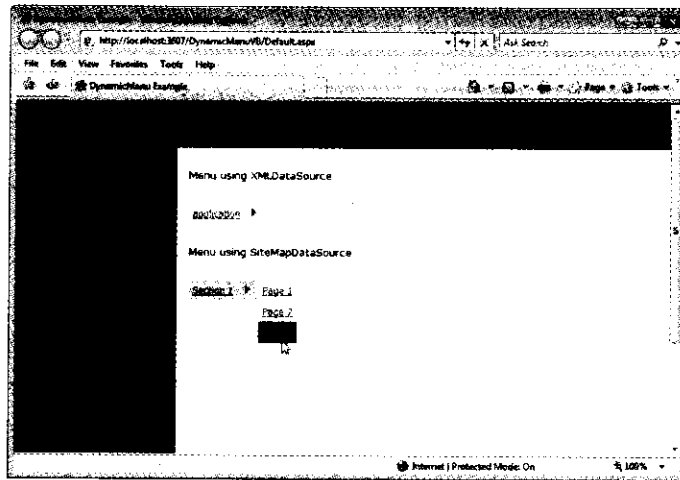 http://localhost:3607/DynamicMenuVB/Default.aspx
Ask Search
File Edit View Favorites Tools Help
DynamicMenu Example
Page Tools
Menu using XMLDataSource
application
Menu using SiteMapDataSource
Section 1 Page 1
Page 2
Internet | Protected Mode: On 100%